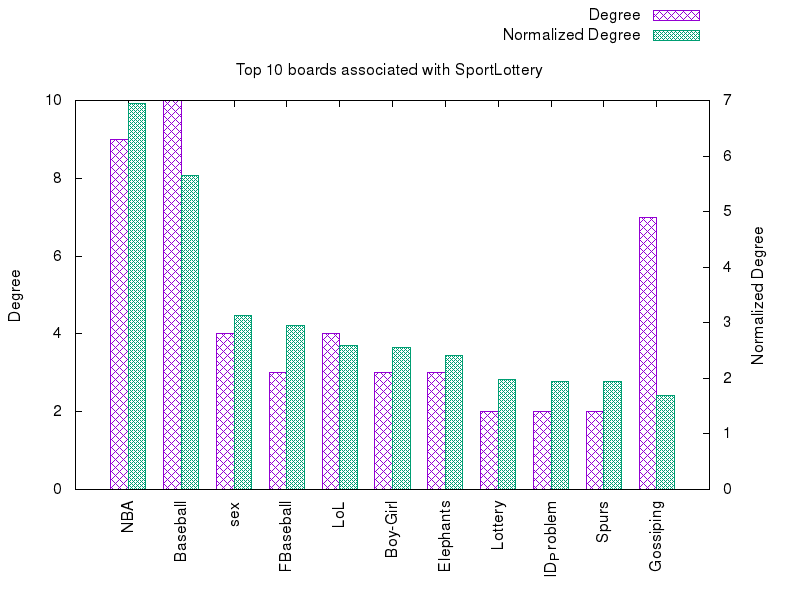 Degree
Normalized Degree
Top 10 boards associated with SportLottery
10
8
6
4
2
0
7
6
5
4
3
2
1
0
Degree
Normalized Degree
NBA
Baseball
sex
FBaseball
LoL
Boy-Girl
Elephants
Lottery
IDProblem
Spurs
Gossiping